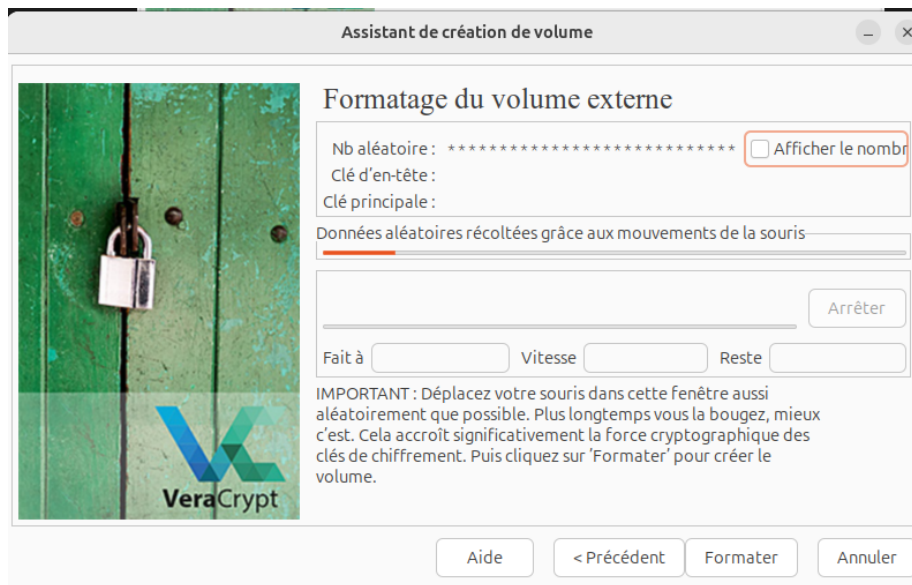 Assistant de création de volume
Formatage du volume externe
Nb aléatoire : **************************** Afficher le nombr
Clé d'en-tête :
Clé principale :
Données aléatoires récoltées grâce aux mouvements de la souris
Arrêter
Fait à Vitesse Reste
IMPORTANT : Déplacez votre souris dans cette fenêtre aussi
aléatoirement que possible. Plus longtemps vous la bougez, mieux
c'est. Cela accroît significativement la force cryptographique des
clés de chiffrement. Puis cliquez sur 'Formater' pour créer le
volume.
VeraCrypt
Aide < Précédent Formater Annuler